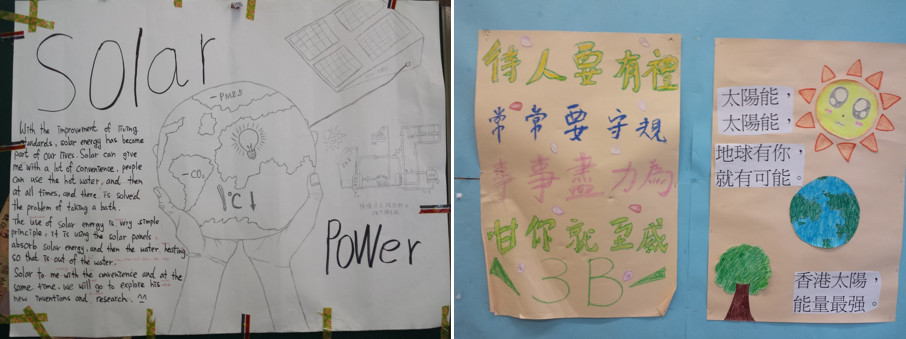 Solar
- PM2.5
With the improvement of living
standards, solar energy has become
part of our lives. Solar can give
me with a lot of convenience, people
can use the hot water, and then
at all times, and there is solved
the problem of taking a bath
The use of Solar energy is very simple
principle, it is using the solar panels,
absorb solar energy, and then the water heating
so that is out of the water.
Solar to me with the convenience and at the
same time. We will go to explore his
new inventions and research. ^^
-CO₂
1℃↓
Power
待人要有禮
常常要守規
事事盡力為
咁你就至威
3B
太陽能，
太陽能，
地球有你，
就有可能。
香港太陽，
能量最强。